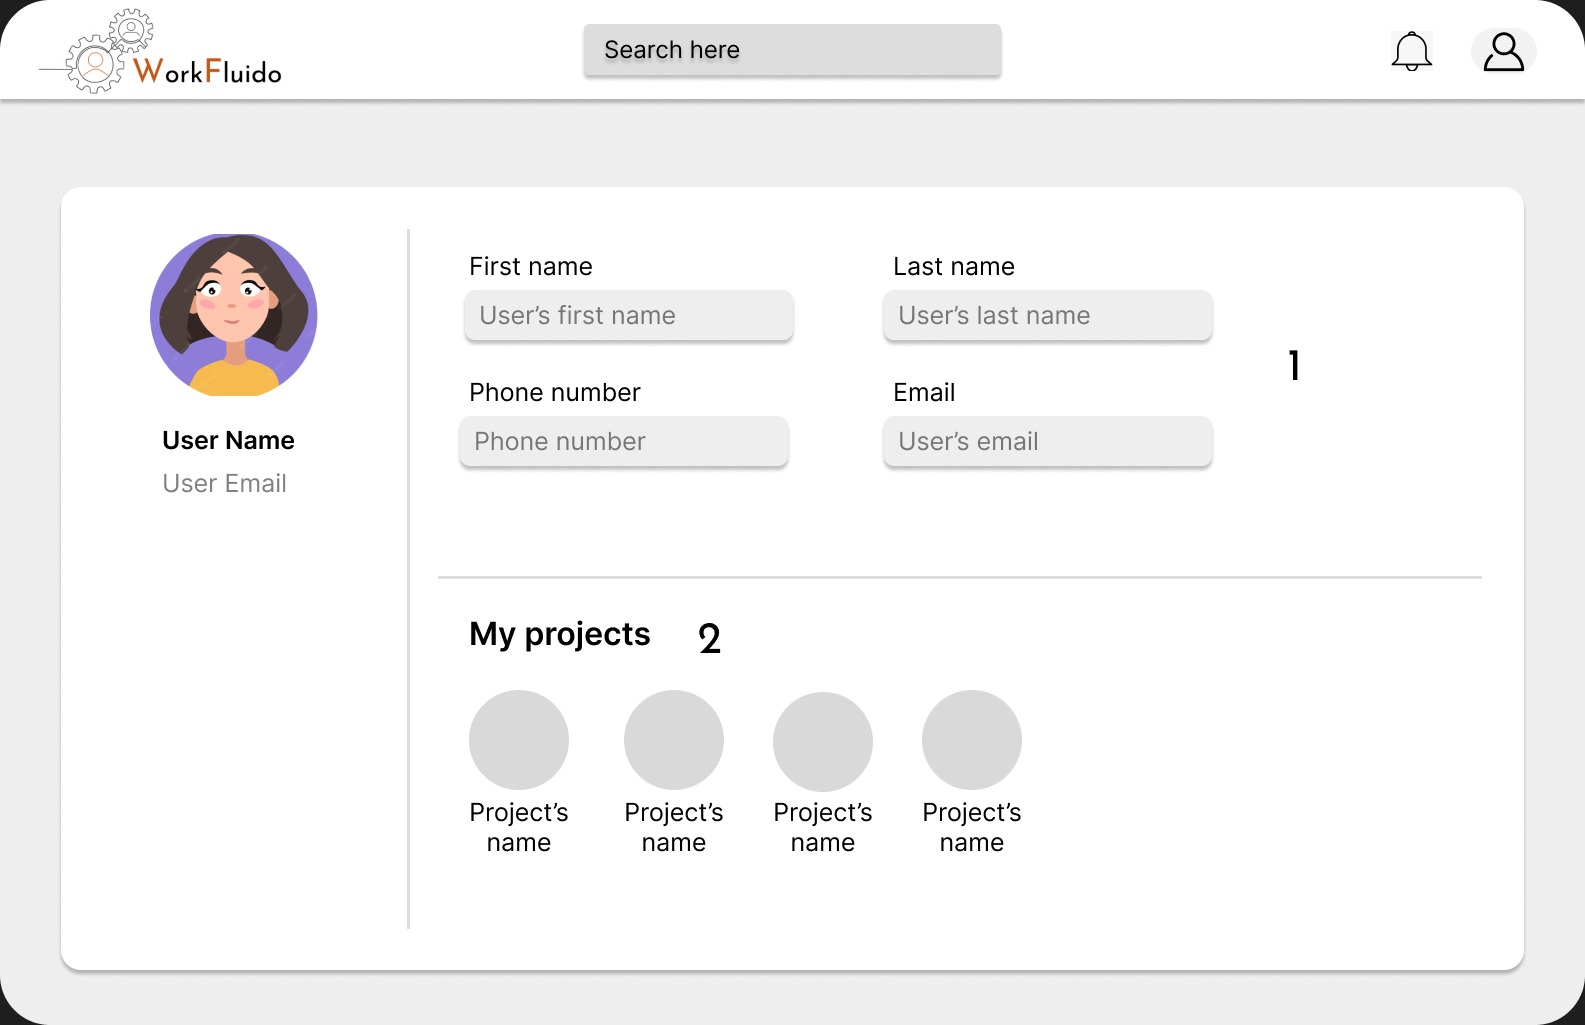 WorkFluido
Search here
First name
Last name
User’s first name
User’s last name
1
Phone number
Email
Phone number
User’s email
User Name
User Email
My projects
2
Project’s
name
Project’s
name
Project’s
name
Project’s
name